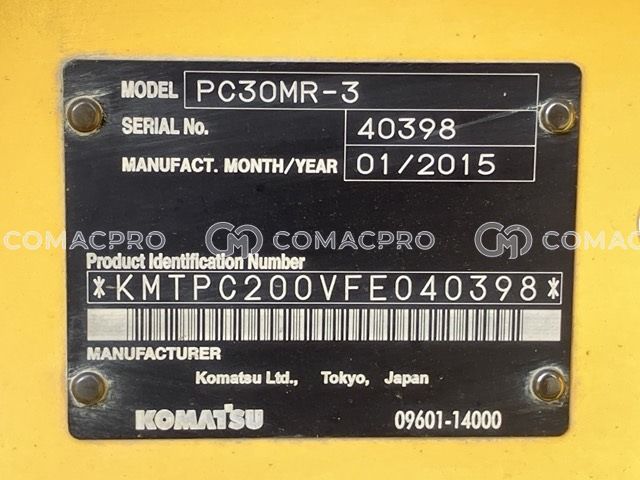 MODEL PC30MR-3
SERIAL No. 40398
MANUFACT. MONTH/YEAR 01/2015
COMACPRO COMACPRO COMACPRO
Product Identification Number
*KMTPC200VFE040398*
MANUFACTURER
Komatsu Ltd., Tokyo, Japan
KOMATSU 09601-14000